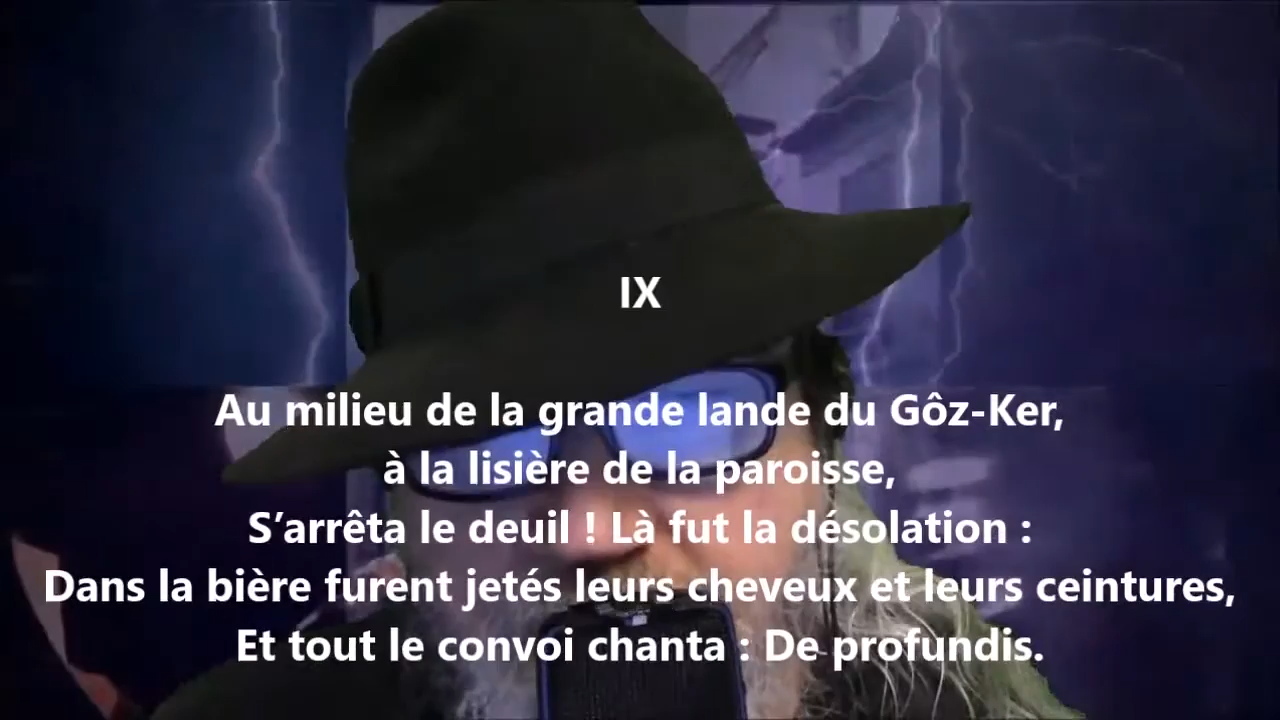 IX
Au milieu de la grande lande du Gôz-Ker,
à la lisière de la paroisse,
S’arrêta le deuil ! Là fut la désolation :
Dans la bière furent jetés leurs cheveux et leurs ceintures,
Et tout le convoi chanta : De profundis.